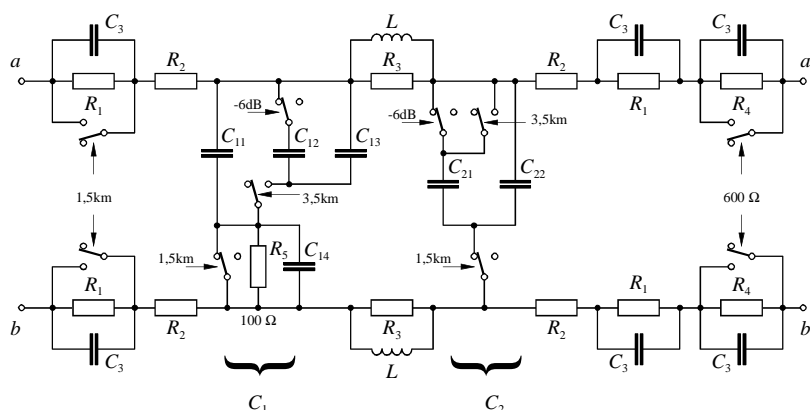 C3 L C3 C3
a R2 R3 R2 a
R1 R1 R4
-6dB -6dB 3,5km
C11 C12 C13 C21 C22
1,5km 3,5km 600 Ω
1,5km R5 C14 1,5km
R1 R1 R4
b b
R2 100 Ω R3 R2
C3 L C3 C3
C1 C2